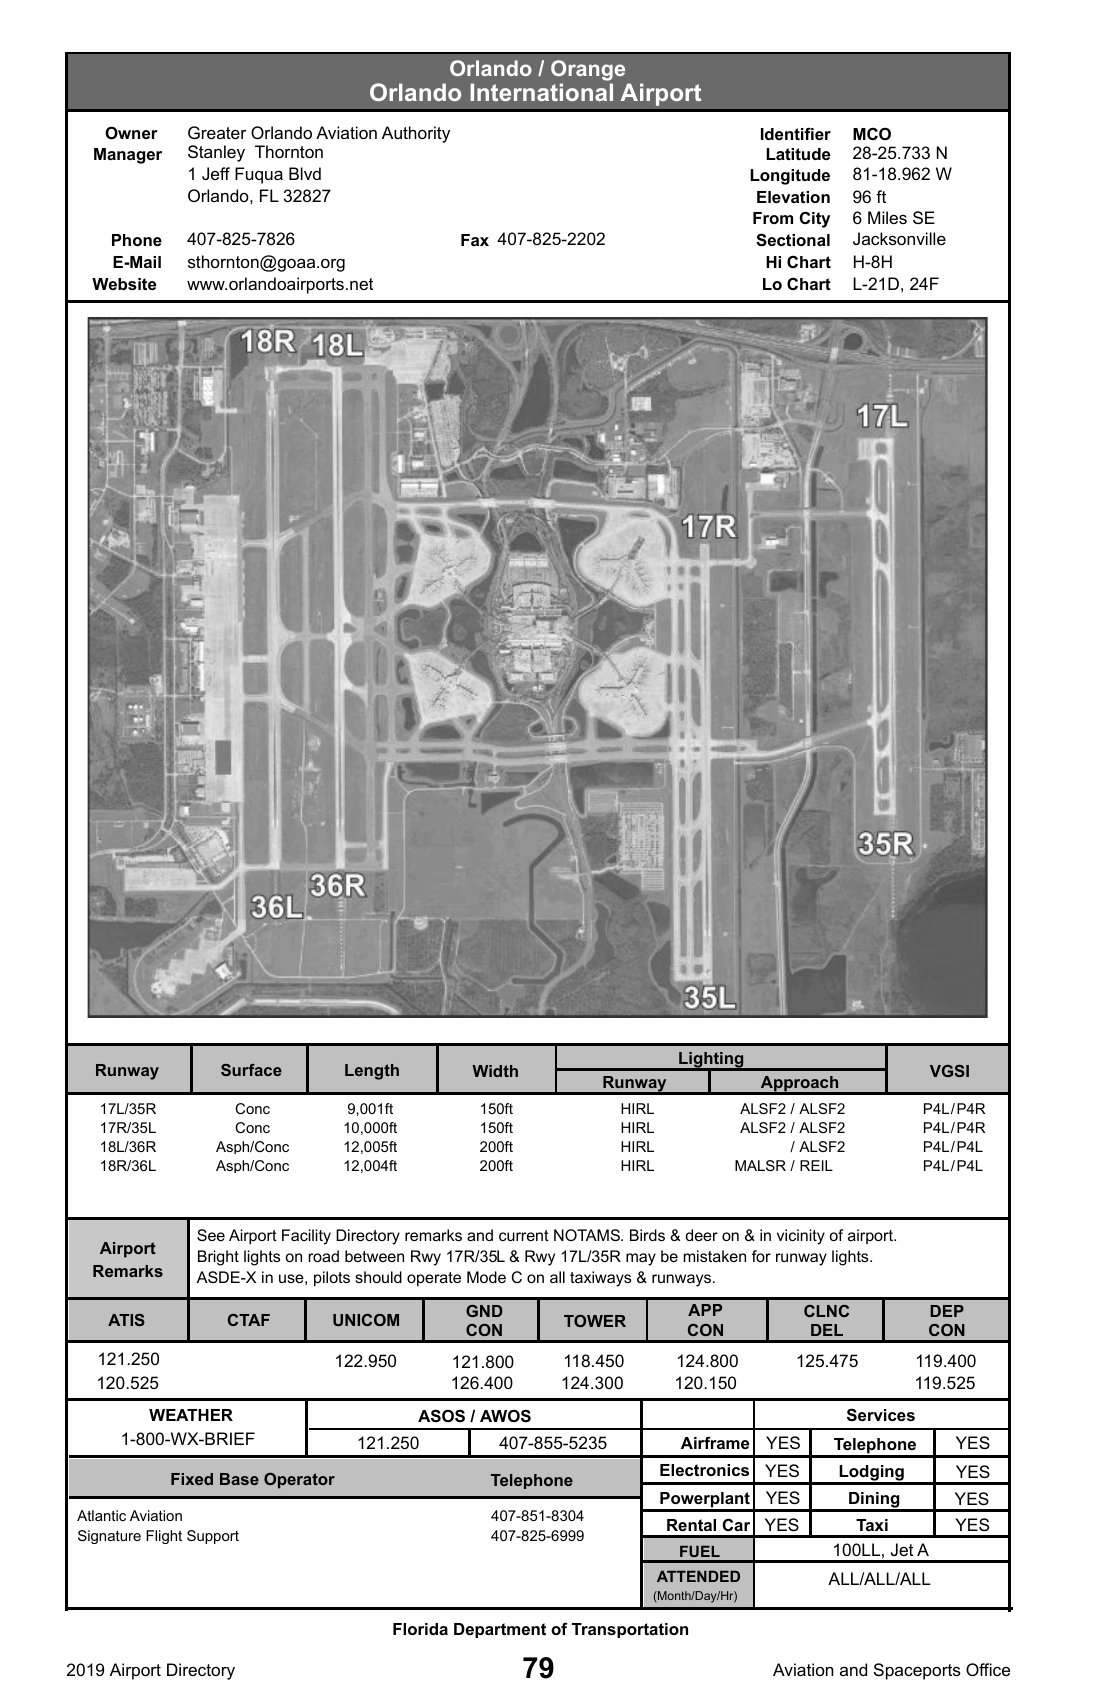 Orlando / Orange
Orlando International Airport
Owner Greater Orlando Aviation Authority
Manager Stanley Thornton
1 Jeff Fuqua Blvd
Orlando, FL 32827
Phone 407-825-7826 Fax 407-825-2202
E-Mail sthornton@goaa.org
Website www.orlandoairports.net
Identifier MCO
Latitude 28-25.733 N
Longitude 81-18.962 W
Elevation 96 ft
From City 6 Miles SE
Sectional Jacksonville
Hi Chart H-8H
Lo Chart L-21D, 24F
18R 18L
17L
17R
35R
36R
36L
35L
Runway Surface Length Width Lighting VGSI
Runway Approach
17L/35R Conc 9,001ft 150ft HIRL ALSF2 / ALSF2 P4L/P4R
17R/35L Conc 10,000ft 150ft HIRL ALSF2 / ALSF2 P4L/P4R
18L/36R Asph/Conc 12,005ft 200ft HIRL / ALSF2 P4L/P4L
18R/36L Asph/Conc 12,004ft 200ft HIRL MALSR / REIL P4L/P4L
Airport Remarks
See Airport Facility Directory remarks and current NOTAMS. Birds & deer on & in vicinity of airport.
Bright lights on road between Rwy 17R/35L & Rwy 17L/35R may be mistaken for runway lights.
ASDE-X in use, pilots should operate Mode C on all taxiways & runways.
ATIS CTAF UNICOM GND CON TOWER APP CON CLNC DEL DEP CON
121.250 122.950 121.800 118.450 124.800 125.475 119.400
120.525 126.400 124.300 120.150 119.525
WEATHER
1-800-WX-BRIEF
ASOS / AWOS
121.250 407-855-5235
Services
Airframe YES Telephone YES
Electronics YES Lodging YES
Powerplant YES Dining YES
Rental Car YES Taxi YES
FUEL 100LL, Jet A
ATTENDED ALL/ALL/ALL
(Month/Day/Hr)
Fixed Base Operator Telephone
Atlantic Aviation 407-851-8304
Signature Flight Support 407-825-6999
Florida Department of Transportation
2019 Airport Directory 79 Aviation and Spaceports Office